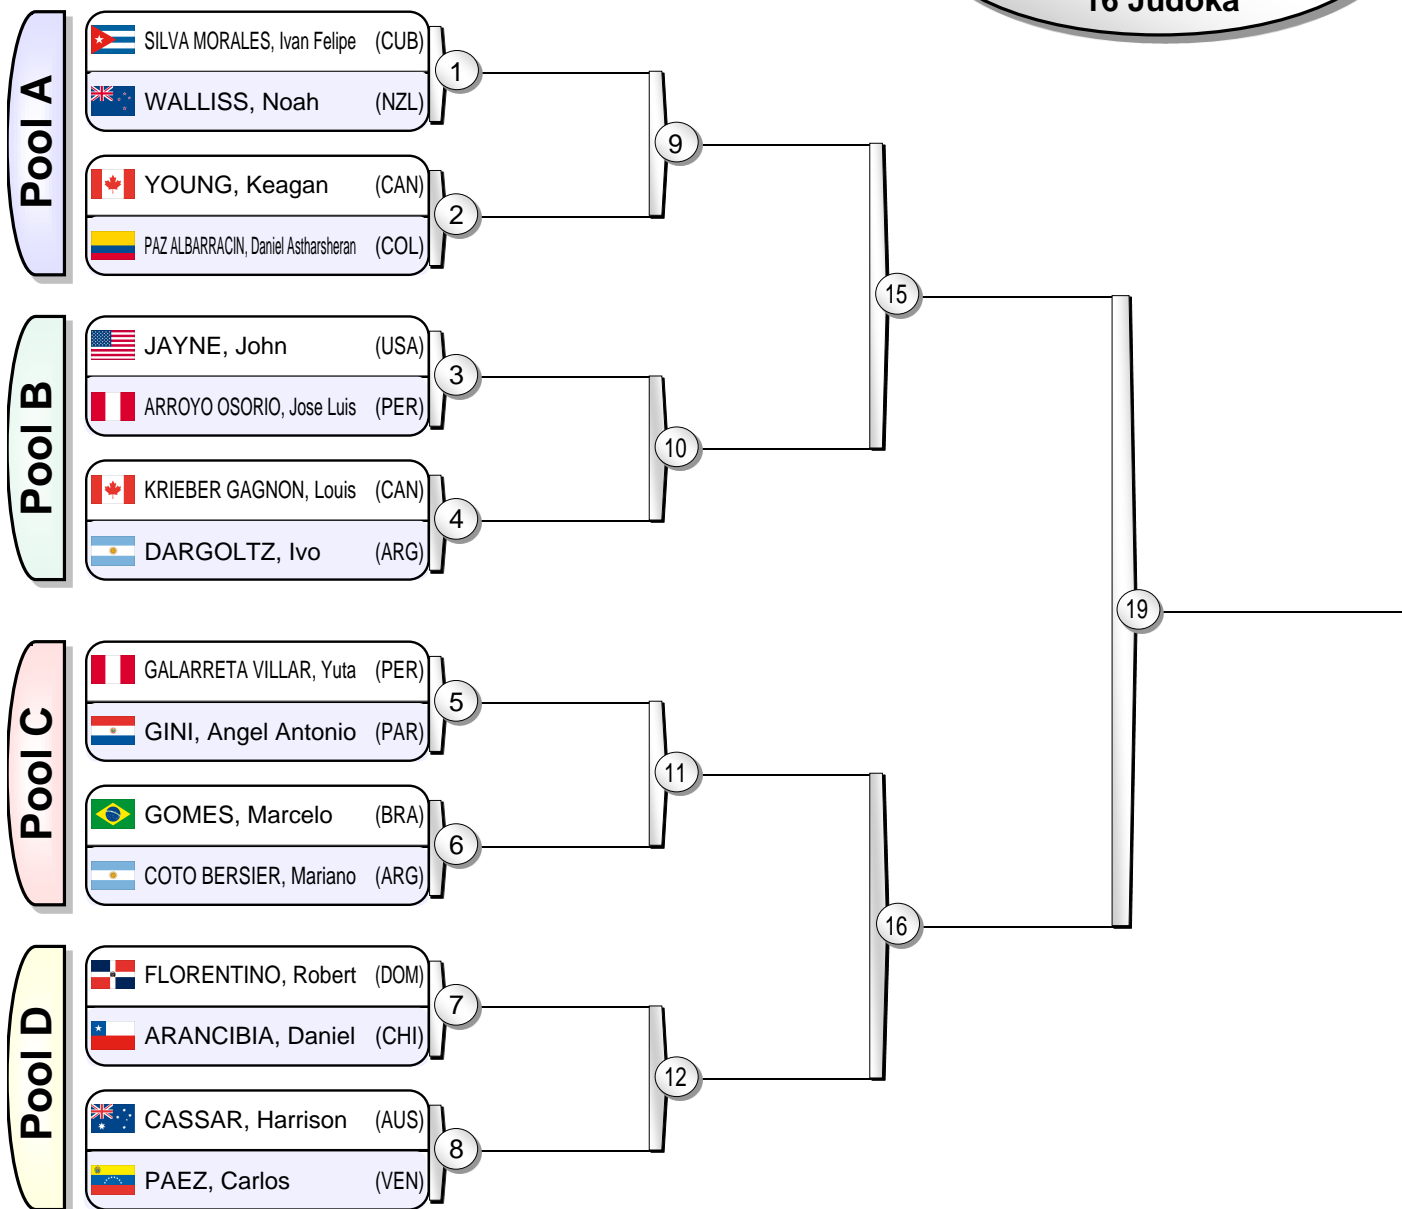 16 Judoka
Pool A
SILVA MORALES, Ivan Felipe (CUB)
1
WALLISS, Noah (NZL)
9
YOUNG, Keagan (CAN)
2
PAZ ALBARRACIN, Daniel Astharsheran (COL)
15
Pool B
JAYNE, John (USA)
3
ARROYO OSORIO, Jose Luis (PER)
10
KRIEBER GAGNON, Louis (CAN)
4
DARGOLTZ, Ivo (ARG)
19
Pool C
GALARRETA VILLAR, Yuta (PER)
5
GINI, Angel Antonio (PAR)
11
GOMES, Marcelo (BRA)
6
COTO BERSIER, Mariano (ARG)
16
Pool D
FLORENTINO, Robert (DOM)
7
ARANCIBIA, Daniel (CHI)
12
CASSAR, Harrison (AUS)
8
PAEZ, Carlos (VEN)